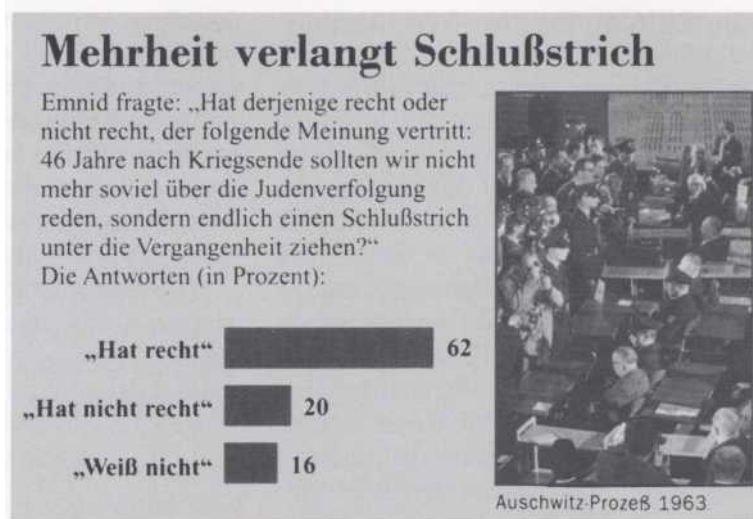 Mehrheit verlangt Schlußstrich
Emnid fragte: „Hat derjenige recht oder
nicht recht, der folgende Meinung vertritt:
46 Jahre nach Kriegsende sollten wir nicht
mehr soviel über die Judenverfolgung
reden, sondern endlich einen Schlußstrich
unter die Vergangenheit ziehen?“
Die Antworten (in Prozent):
„Hat recht“ 62
„Hat nicht recht“ 20
„Weiß nicht“ 16
Auschwitz-Prozeß 1963